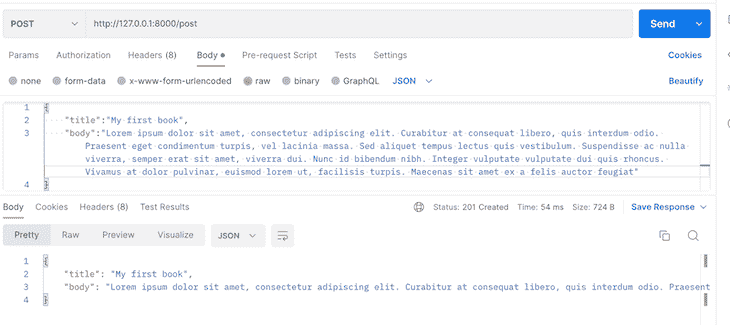 POST http://127.0.0.1:8000/post Send
Params Authorization Headers (8) Body Pre-request Script Tests Settings Cookies
none form-data x-www-form-urlencoded raw binary GraphQL JSON Beautify
1 {
2 "title":"My first book",
3 "body":"Lorem ipsum dolor sit amet, consectetur adipiscing elit. Curabitur at consequat libero, quis interdum odio.
Praesent eget condimentum turpis, vel lacinia massa. Sed aliquet tempus lectus quis vestibulum. Suspendisse ac nulla
viverra, semper erat sit amet, viverra dui. Nunc id bibendum nibh. Integer vulputate vulputate dui quis rhoncus.
Vivamus at dolor pulvinar, euismod lorem ut, facilisis turpis. Maecenas sit amet ex a felis auctor feugiat"
4 }
Body Cookies Headers (8) Test Results Status: 201 Created Time: 54 ms Size: 724 B Save Response
Pretty Raw Preview Visualize JSON
1 {
2 "title": "My first book",
3 "body": "Lorem ipsum dolor sit amet, consectetur adipiscing elit. Curabitur at consequat libero, quis interdum odio. Praesent
4 }